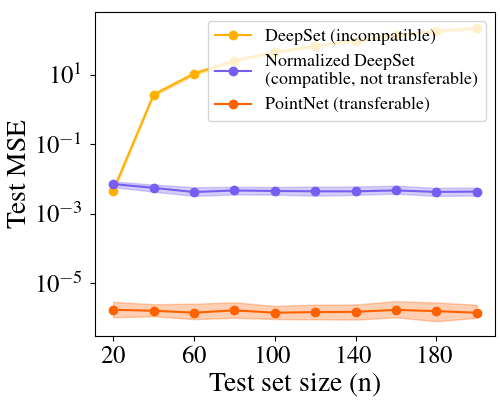 DeepSet (incompatible)
Normalized DeepSet
(compatible, not transferable)
PointNet (transferable)
Test MSE
10^1
10^−1
10^−3
10^−5
20 60 100 140 180
Test set size (n)